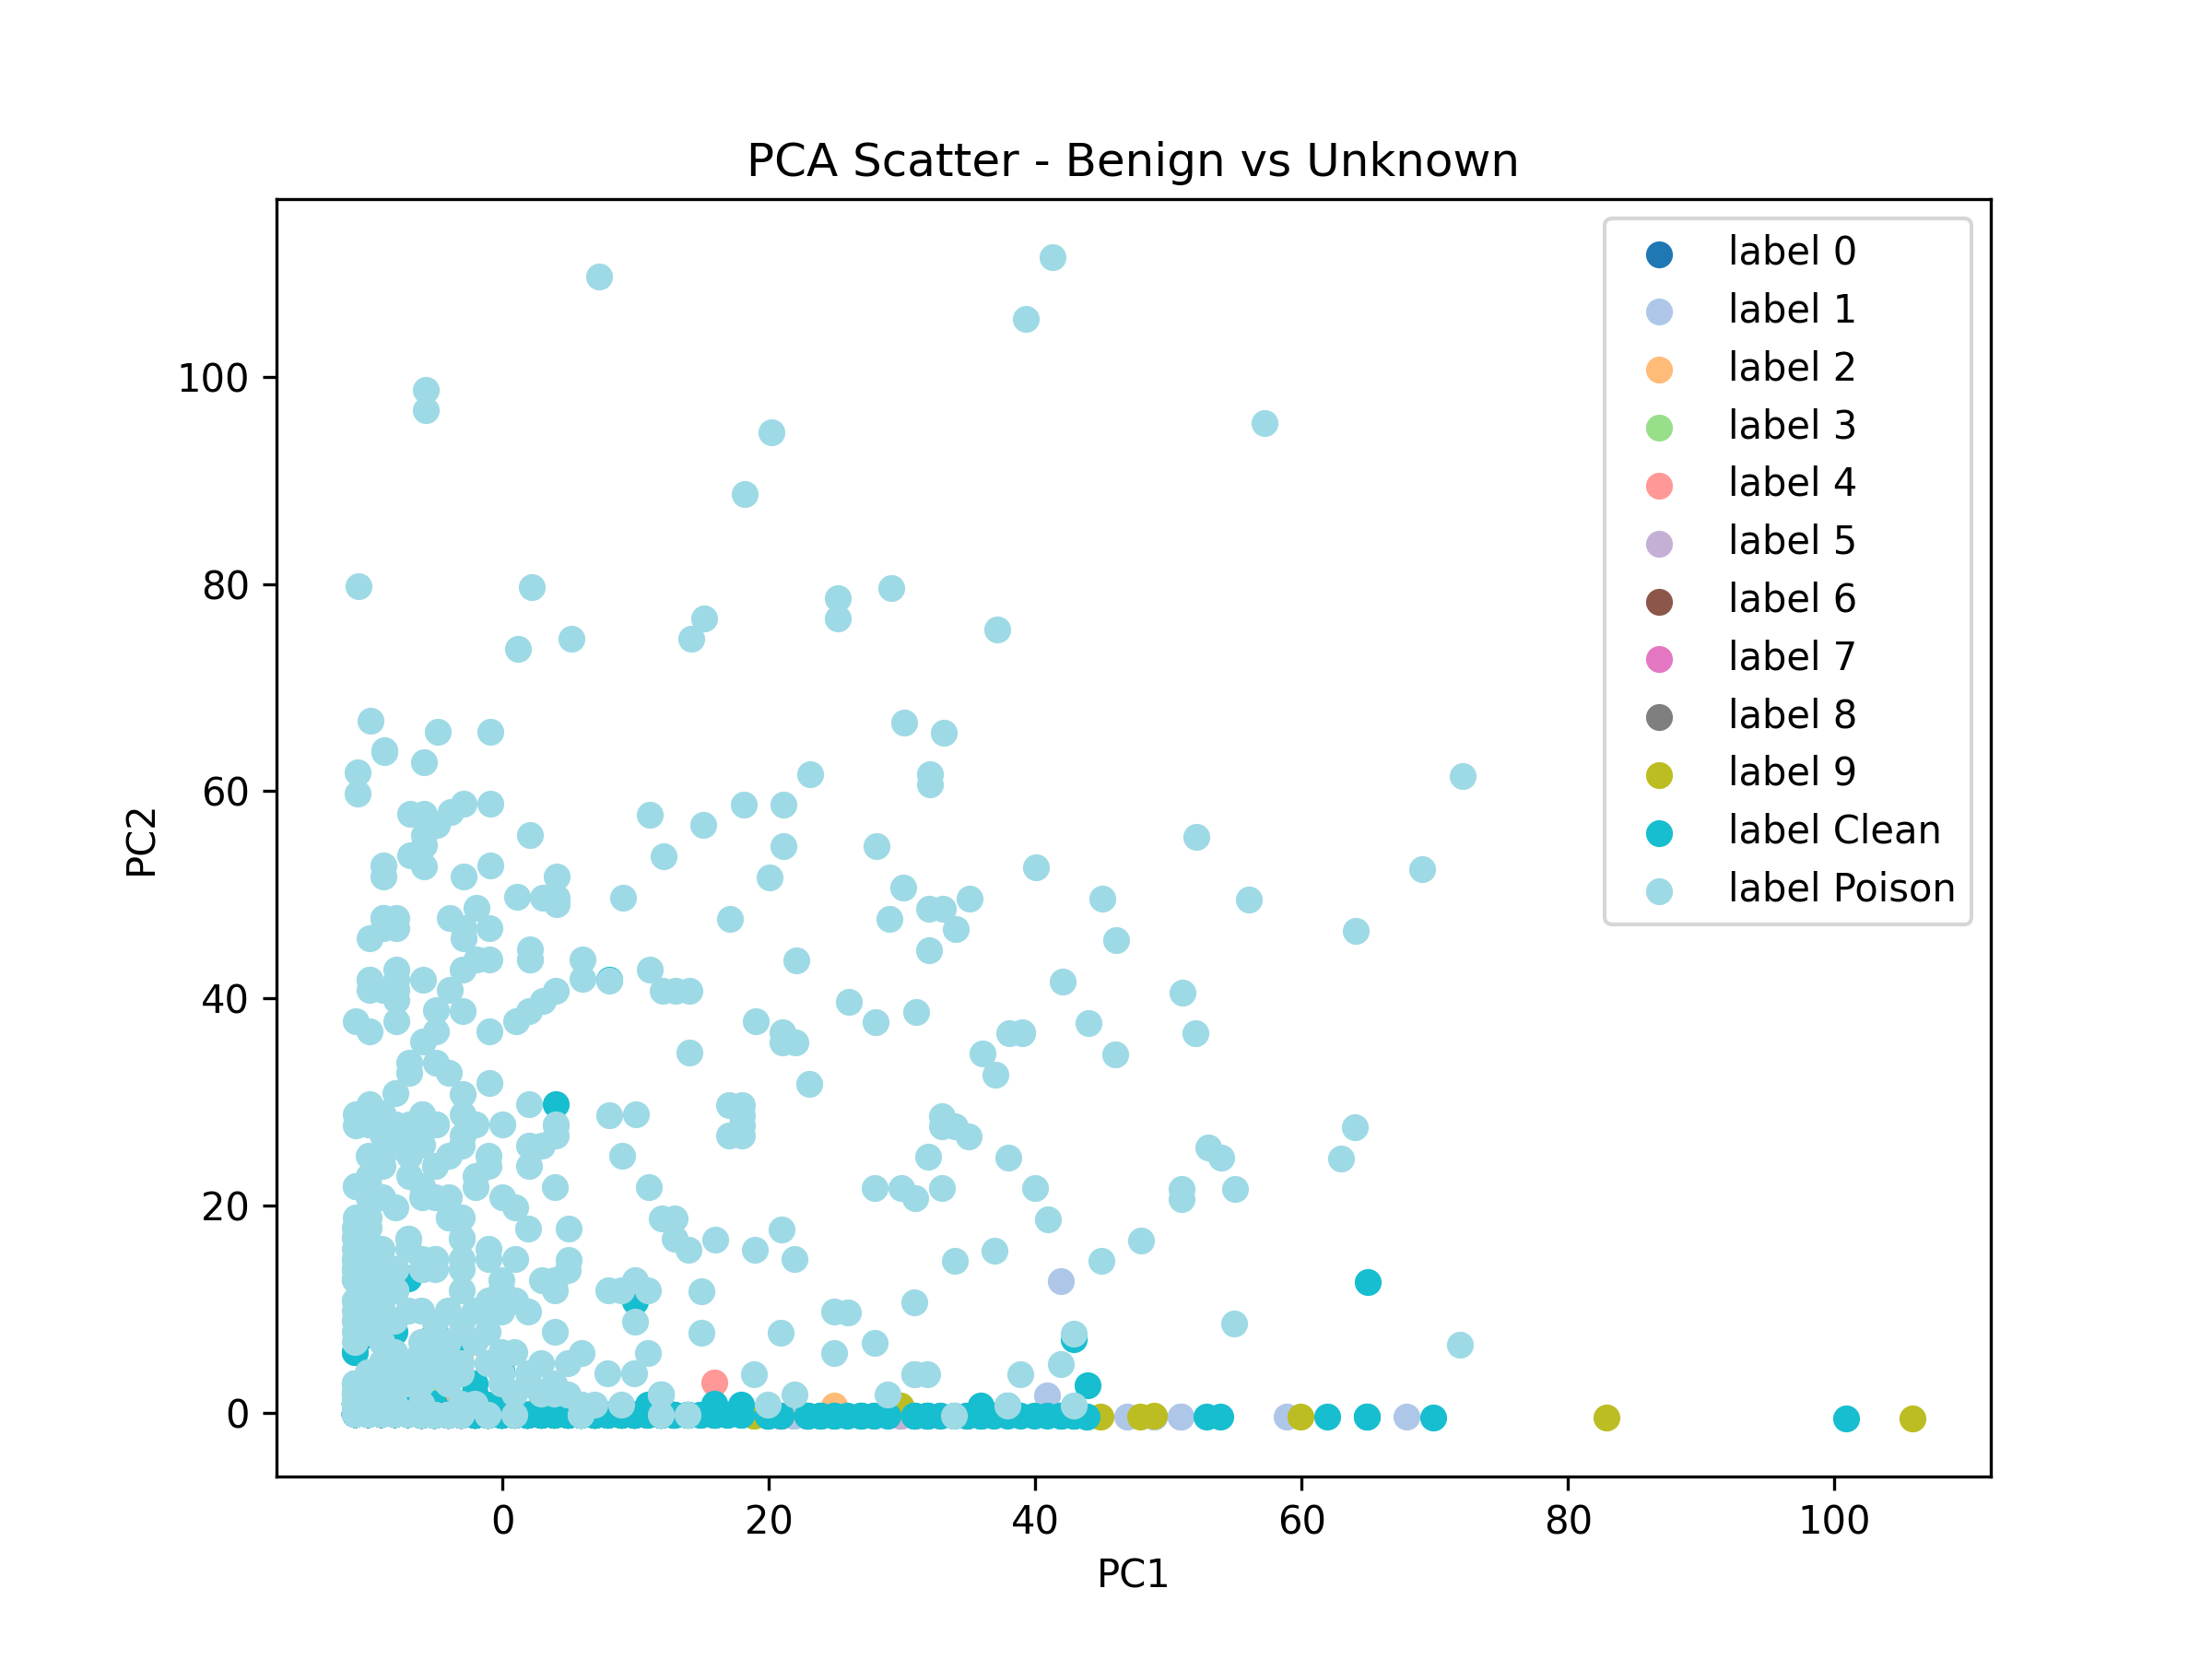 PCA Scatter - Benign vs Unknown
label 0
label 1
label 2
label 3
label 4
label 5
label 6
label 7
label 8
label 9
label Clean
label Poison
PC2
100
80
60
40
20
0
0 20 40 60 80 100
PC1